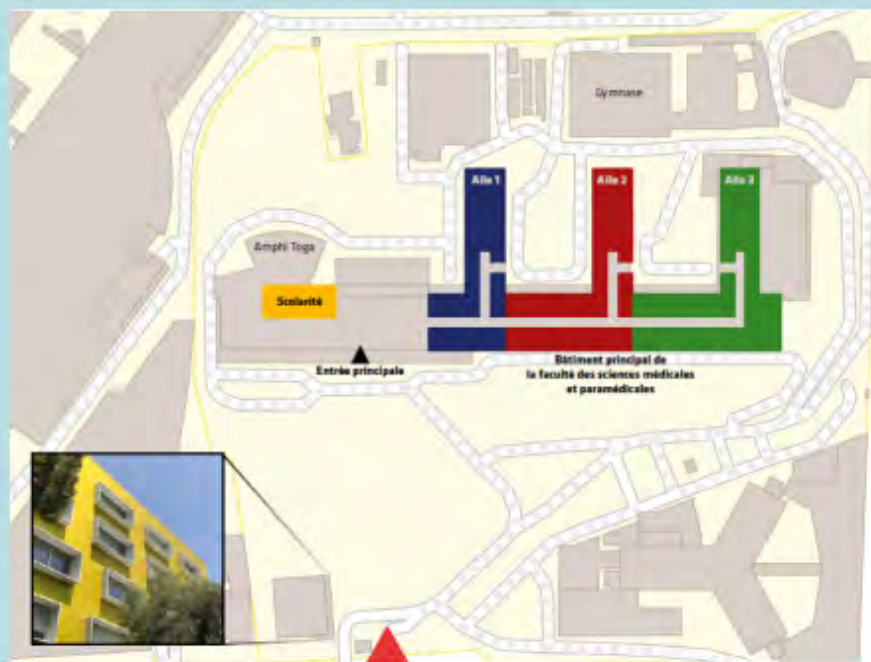 Gymnase
Aile 1
Aile 2
Aile 3
Amphi Toga
Scolarité
Entrée principale
Bâtiment principal de
la faculté des sciences médicales
et paramédicales